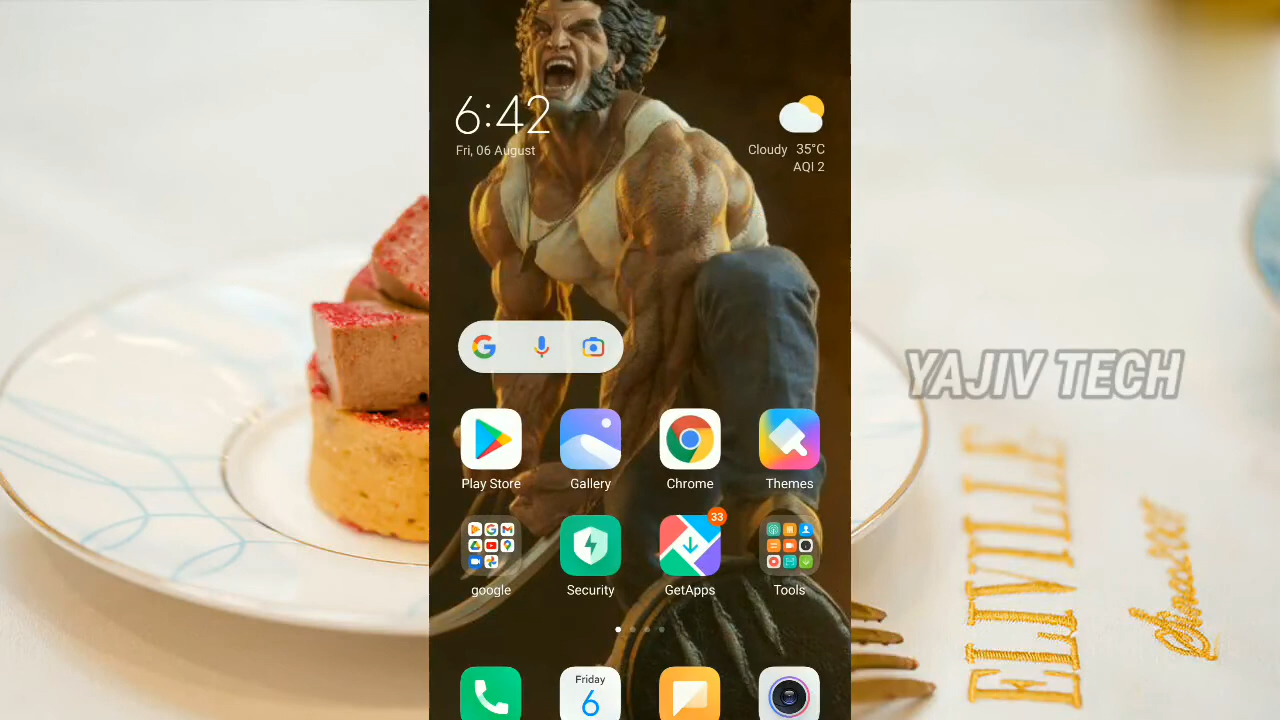 6:42
Fri, 06 August
Cloudy 35°C
AQI 2
Play Store
Gallery
Chrome
Themes
google
Security
33
GetApps
Tools
Friday
6
YAJIV TECH
ELIVILLE